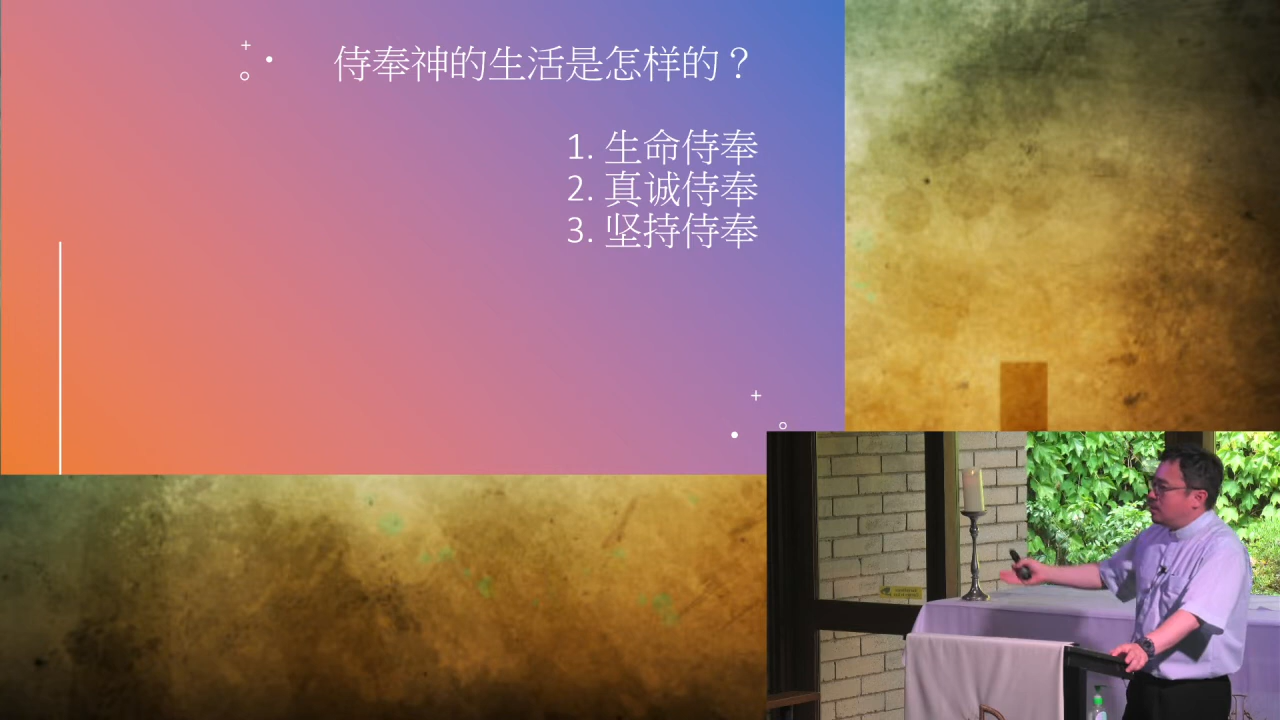 侍奉神的生活是怎样的？
1. 生命侍奉
2. 真诚侍奉
3. 坚持侍奉